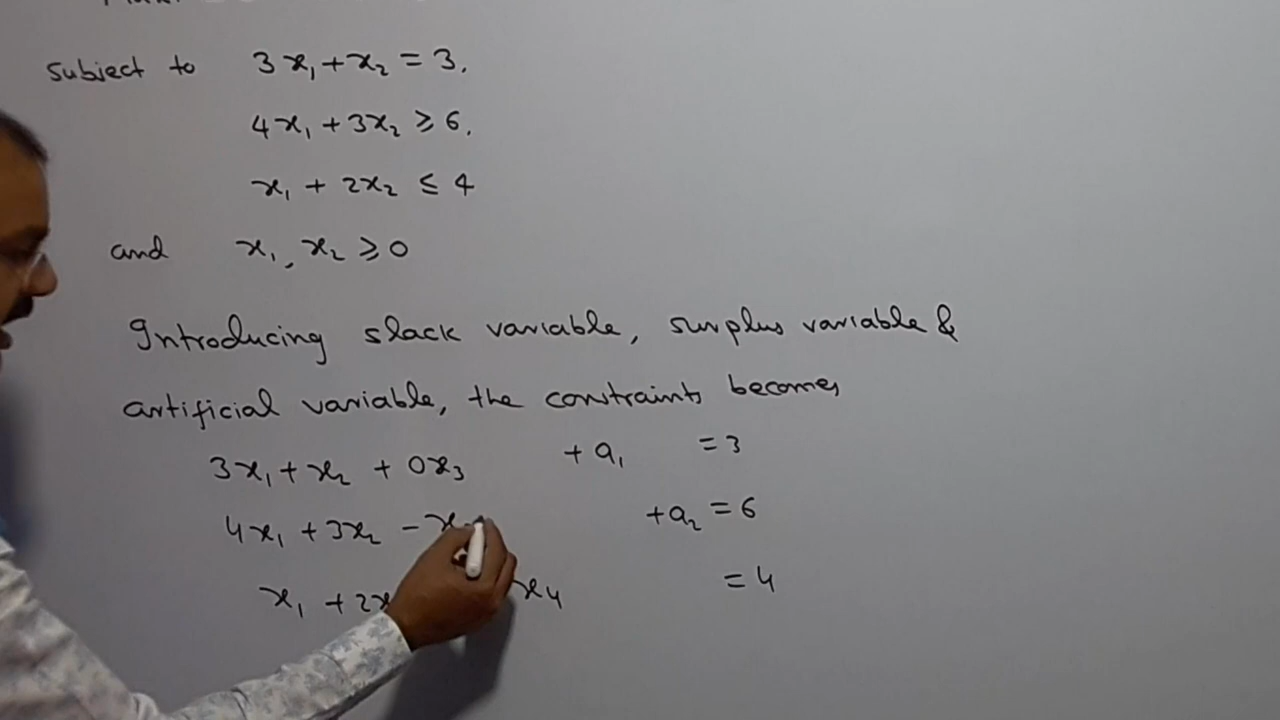 Subject to 3x₁ + x₂ = 3.
4x₁ + 3x₂ ≥ 6.
x₁ + 2x₂ ≤ 4
and x₁, x₂ ≥ 0
Introducing slack variable, surplus variable &
artificial variable, the constraints becomes
3x₁ + x₂ + 0x₃ + a₁ = 3
4x₁ + 3x₂ - x + a₂ = 6
x₁ + 2x x₄ = 4